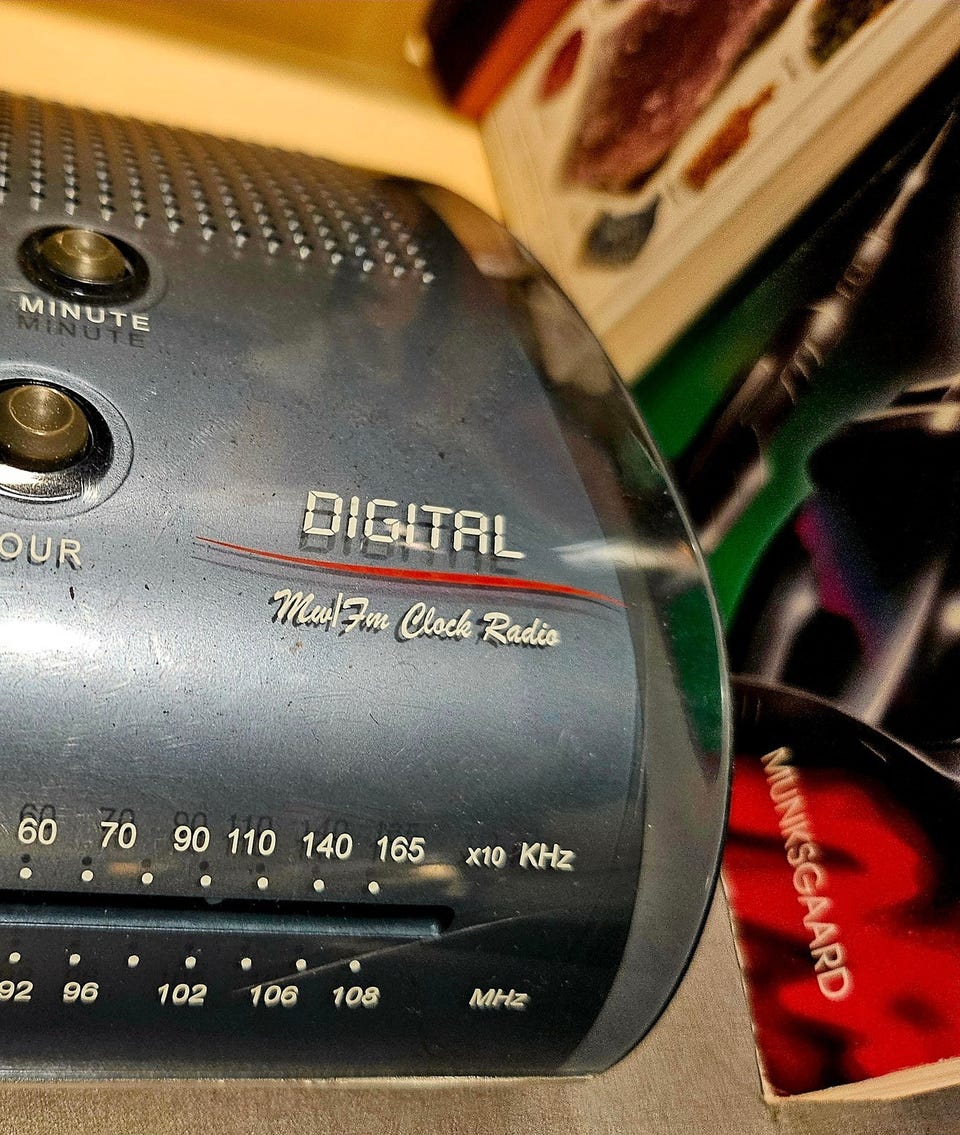 MINUTE
OUR
DIGITAL
Mw/Fm Clock Radio
60 70 90 110 140 165 x10 KHz
92 96 102 106 108 MHz
MUNKSGAARD